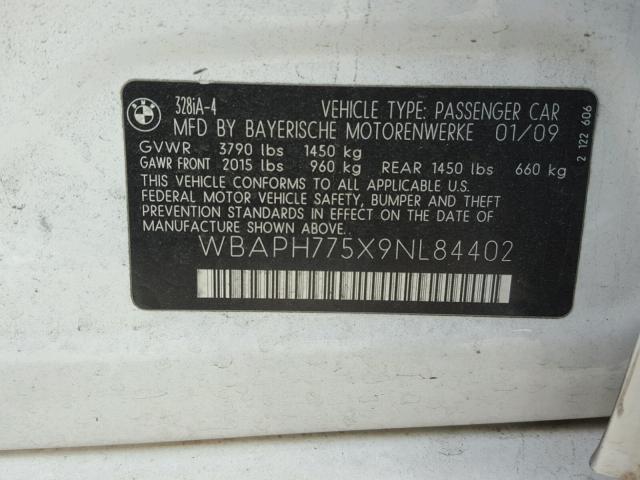 BMW
328iA-4 VEHICLE TYPE: PASSENGER CAR
MFD BY BAYERISCHE MOTORENWERKE 01/09
GVWR 3790 lbs 1450 kg
GAWR FRONT 2015 lbs 960 kg REAR 1450 lbs 660 kg
THIS VEHICLE CONFORMS TO ALL APPLICABLE U.S.
FEDERAL MOTOR VEHICLE SAFETY, BUMPER AND THEFT
PREVENTION STANDARDS IN EFFECT ON THE DATE OF
MANUFACTURE SHOWN ABOVE.
WBAPH775X9NL84402
2 122 606